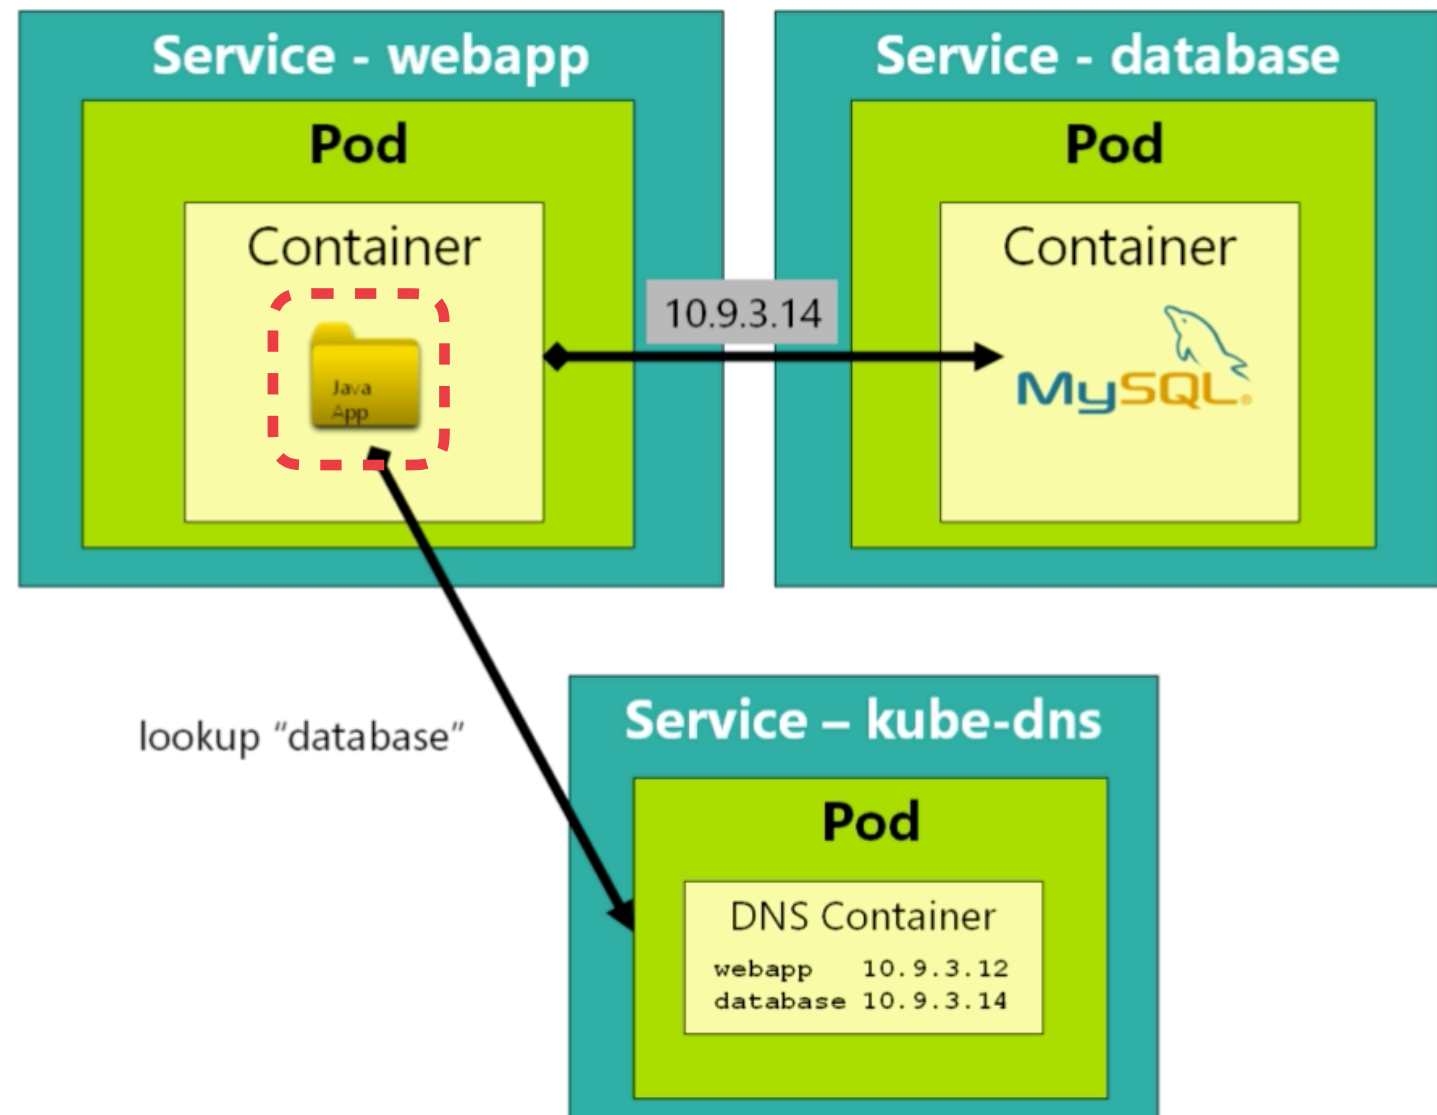 Service - webapp
Pod
Container
Java
App
10.9.3.14
Service - database
Pod
Container
MySQL®
lookup “database”
Service – kube-dns
Pod
DNS Container
webapp 10.9.3.12
database 10.9.3.14